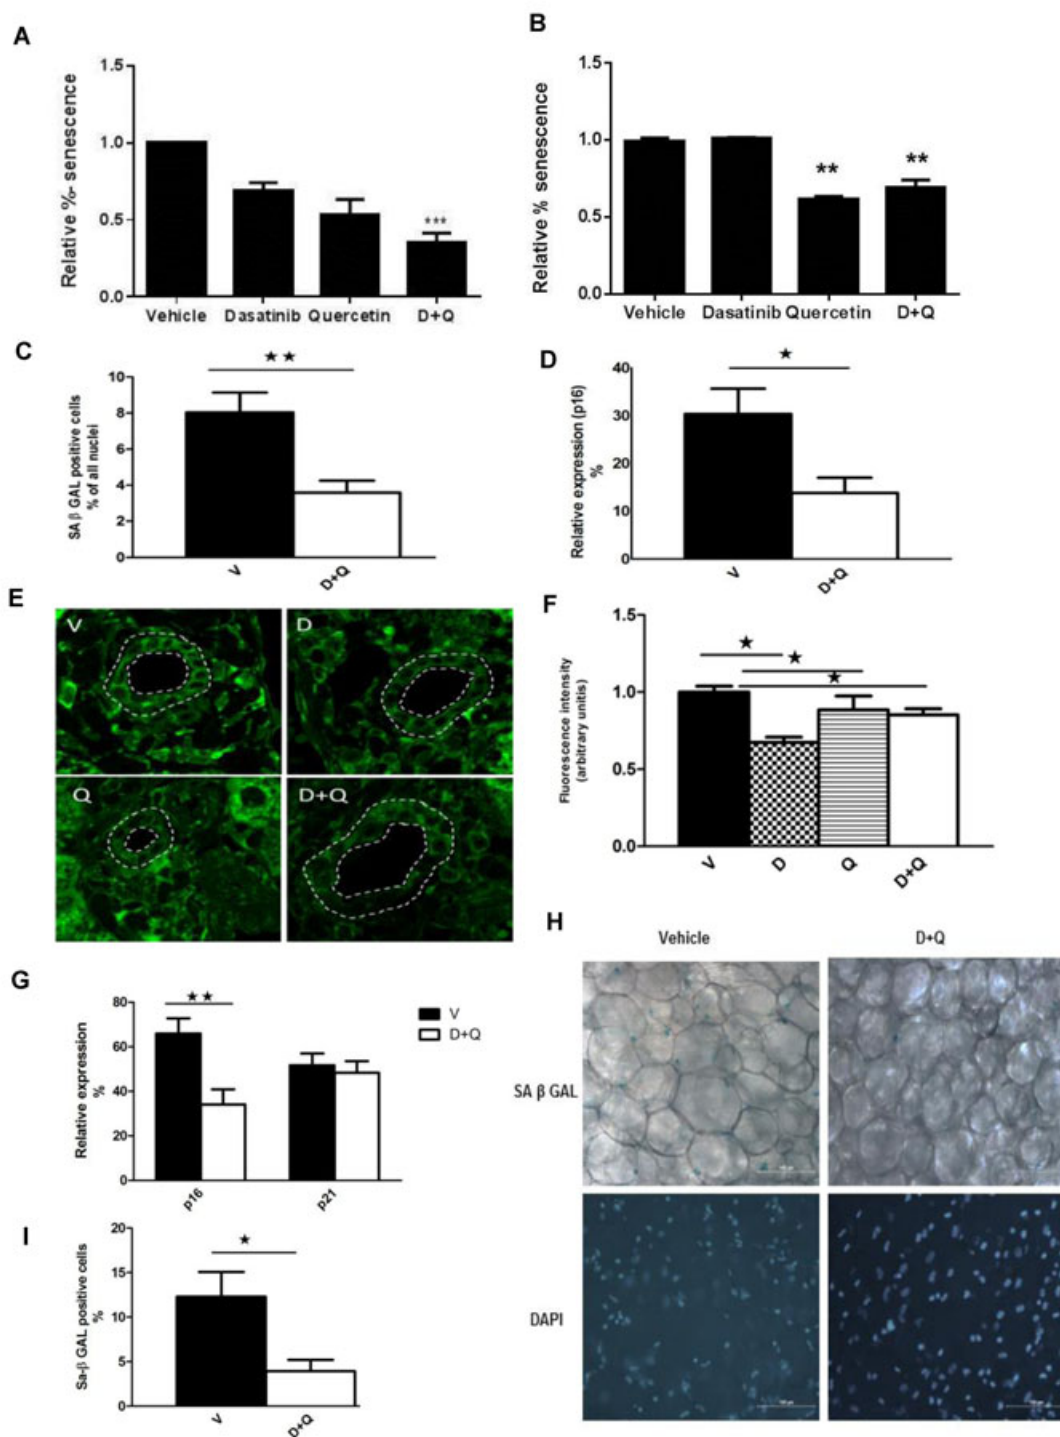 A
Relative %- senescence
1.5
1.0
0.5
0.0
***
Vehicle Dasatinib Quercetin D+Q
B
Relative % senescence
1.5
1.0
0.5
0.0
**
**
Vehicle Dasatinib Quercetin D+Q
C
SA β GAL positive cells
% of all nuclei
10
8
6
4
2
0
★★
V D+Q
D
Relative expression (p16)
%
40
30
20
10
0
★
V D+Q
E
V
D
Q
D+Q
F
Fluorescence intensity
(arbitrary unitis)
1.5
1.0
0.5
0.0
★
★
★
V D Q D+Q
G
Relative expression
%
80
60
40
20
0
★★
V
D+Q
p16 p21
H
Vehicle D+Q
SA β GAL
DAPI
I
Sa-β GAL positive cells
%
20
15
10
5
0
★
V D+Q